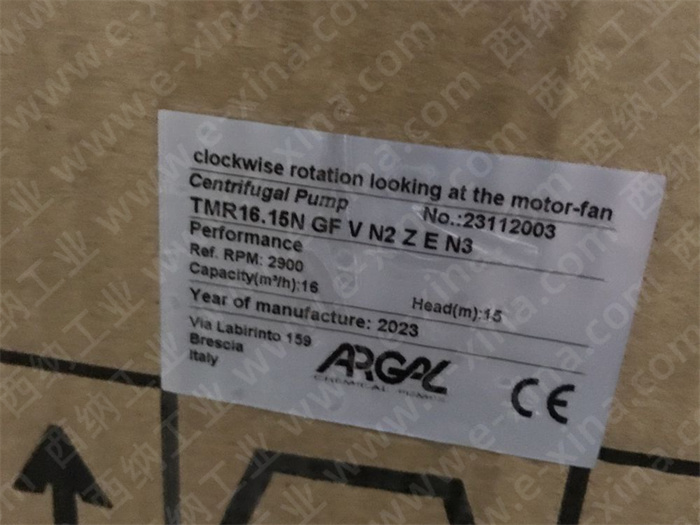 clockwise rotation looking at the motor-fan
Centrifugal Pump No.:23112003
TMR16.15N GF V N2 Z E N3
Performance
Ref. RPM: 2900
Capacity(m³/h):16 Head(m):15
Year of manufacture: 2023
Via Labirinto 159
Brescia
Italy
ARGAL
CHEMICAL PUMPS
CE
www.e-xina.com
西纳工业